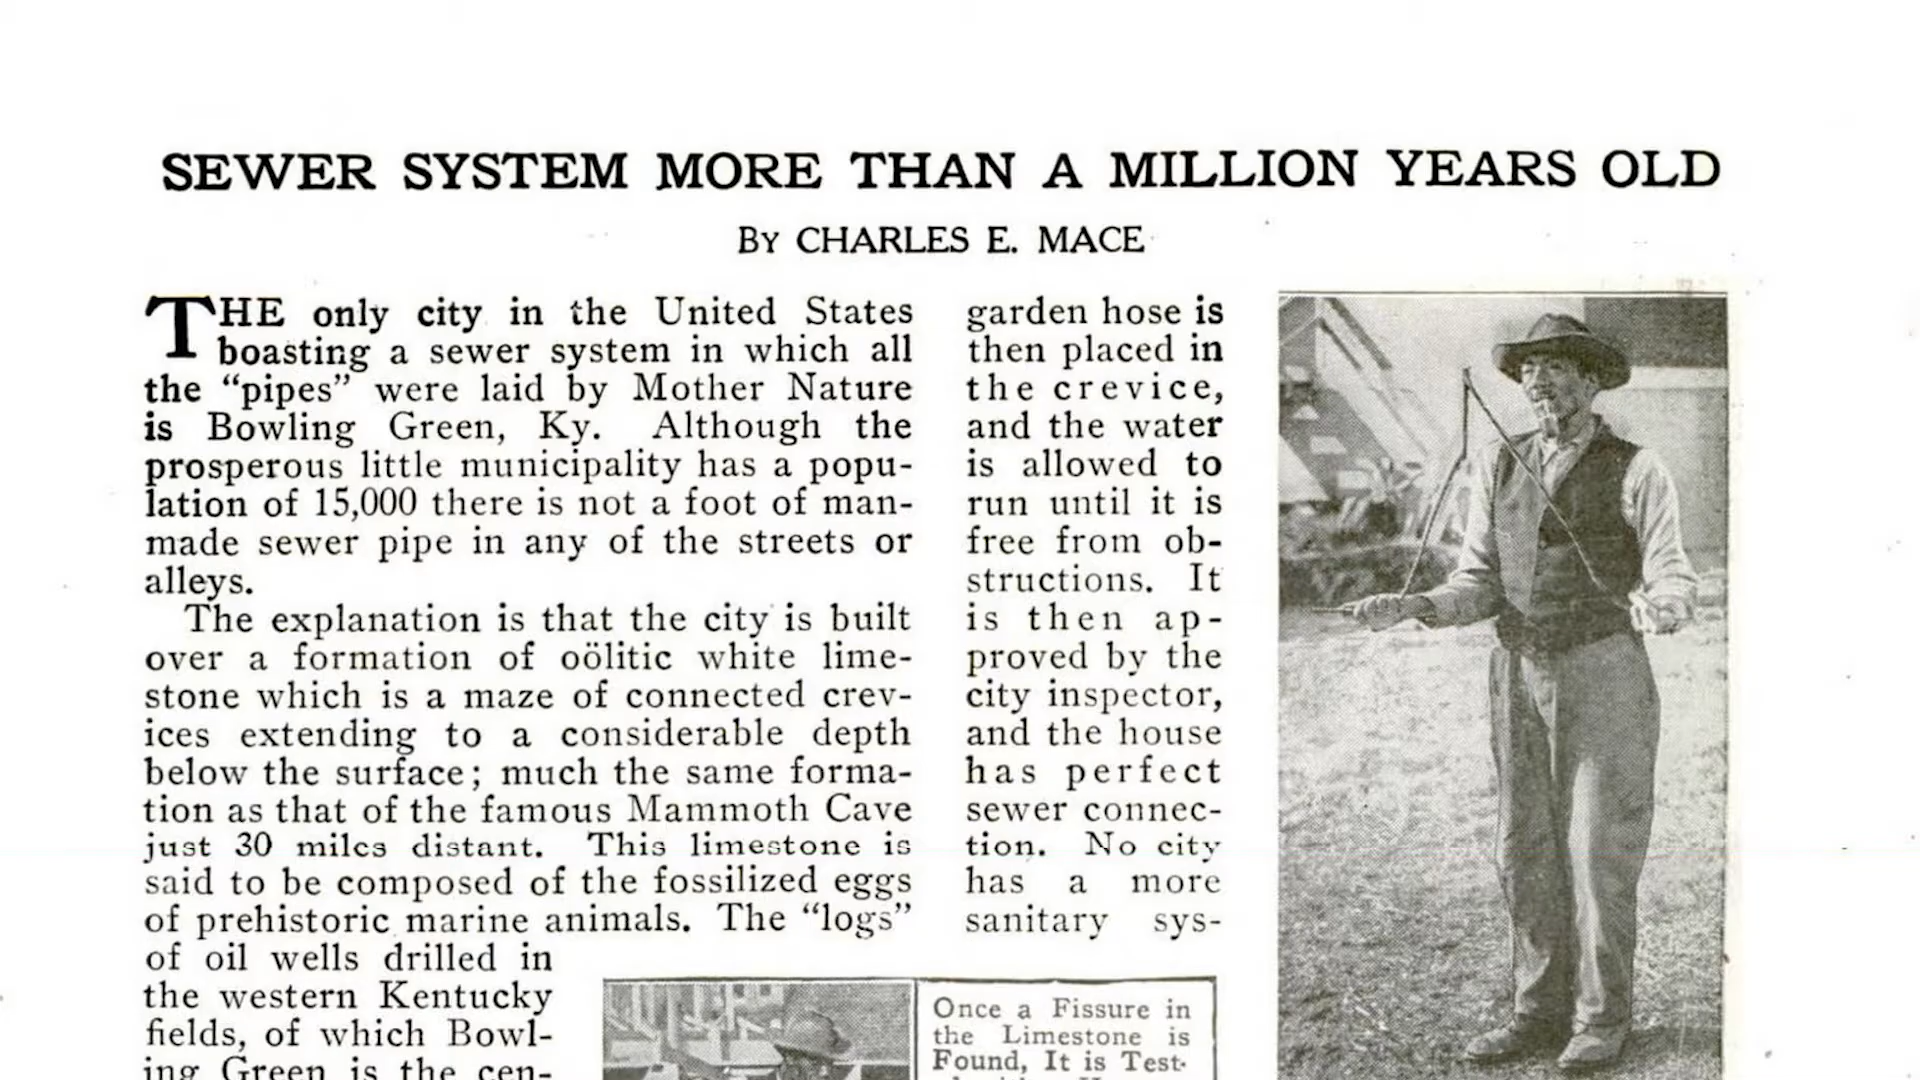 SEWER SYSTEM MORE THAN A MILLION YEARS OLD
By CHARLES E. MACE
THE only city in the United States
boasting a sewer system in which all
the “pipes” were laid by Mother Nature
is Bowling Green, Ky. Although the
prosperous little municipality has a popu-
lation of 15,000 there is not a foot of man-
made sewer pipe in any of the streets or
alleys.
The explanation is that the city is built
over a formation of oölitic white lime-
stone which is a maze of connected crev-
ices extending to a considerable depth
below the surface; much the same forma-
tion as that of the famous Mammoth Cave
just 30 miles distant. This limestone is
said to be composed of the fossilized eggs
of prehistoric marine animals. The “logs”
of oil wells drilled in
the western Kentucky
fields, of which Bowl-
ing Green is the cen-
garden hose is
then placed in
the crevice,
and the water
is allowed to
run until it is
free from ob-
structions. It
is then ap-
proved by the
city inspector,
and the house
has perfect
sewer connec-
tion. No city
has a more
sanitary sys-
Once a Fissure in
the Limestone is
Found, It is Test-